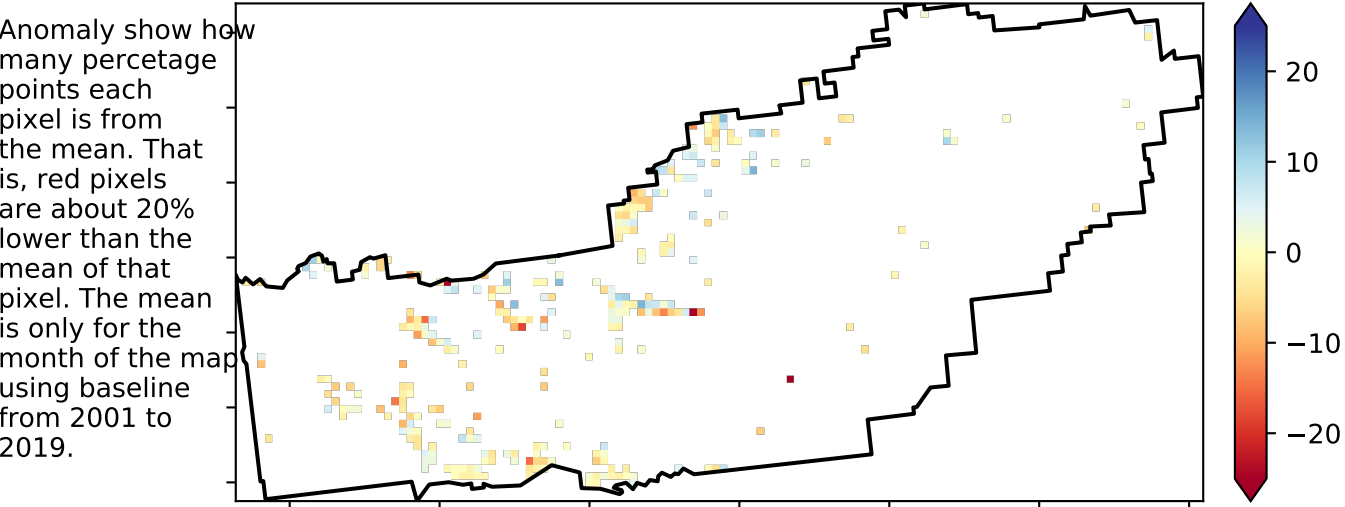 Anomaly show how
many percetage
points each
pixel is from
the mean. That
is, red pixels
are about 20%
lower than the
mean of that
pixel. The mean
is only for the
month of the map
using baseline
from 2001 to
2019.
20
10
0
−10
−20